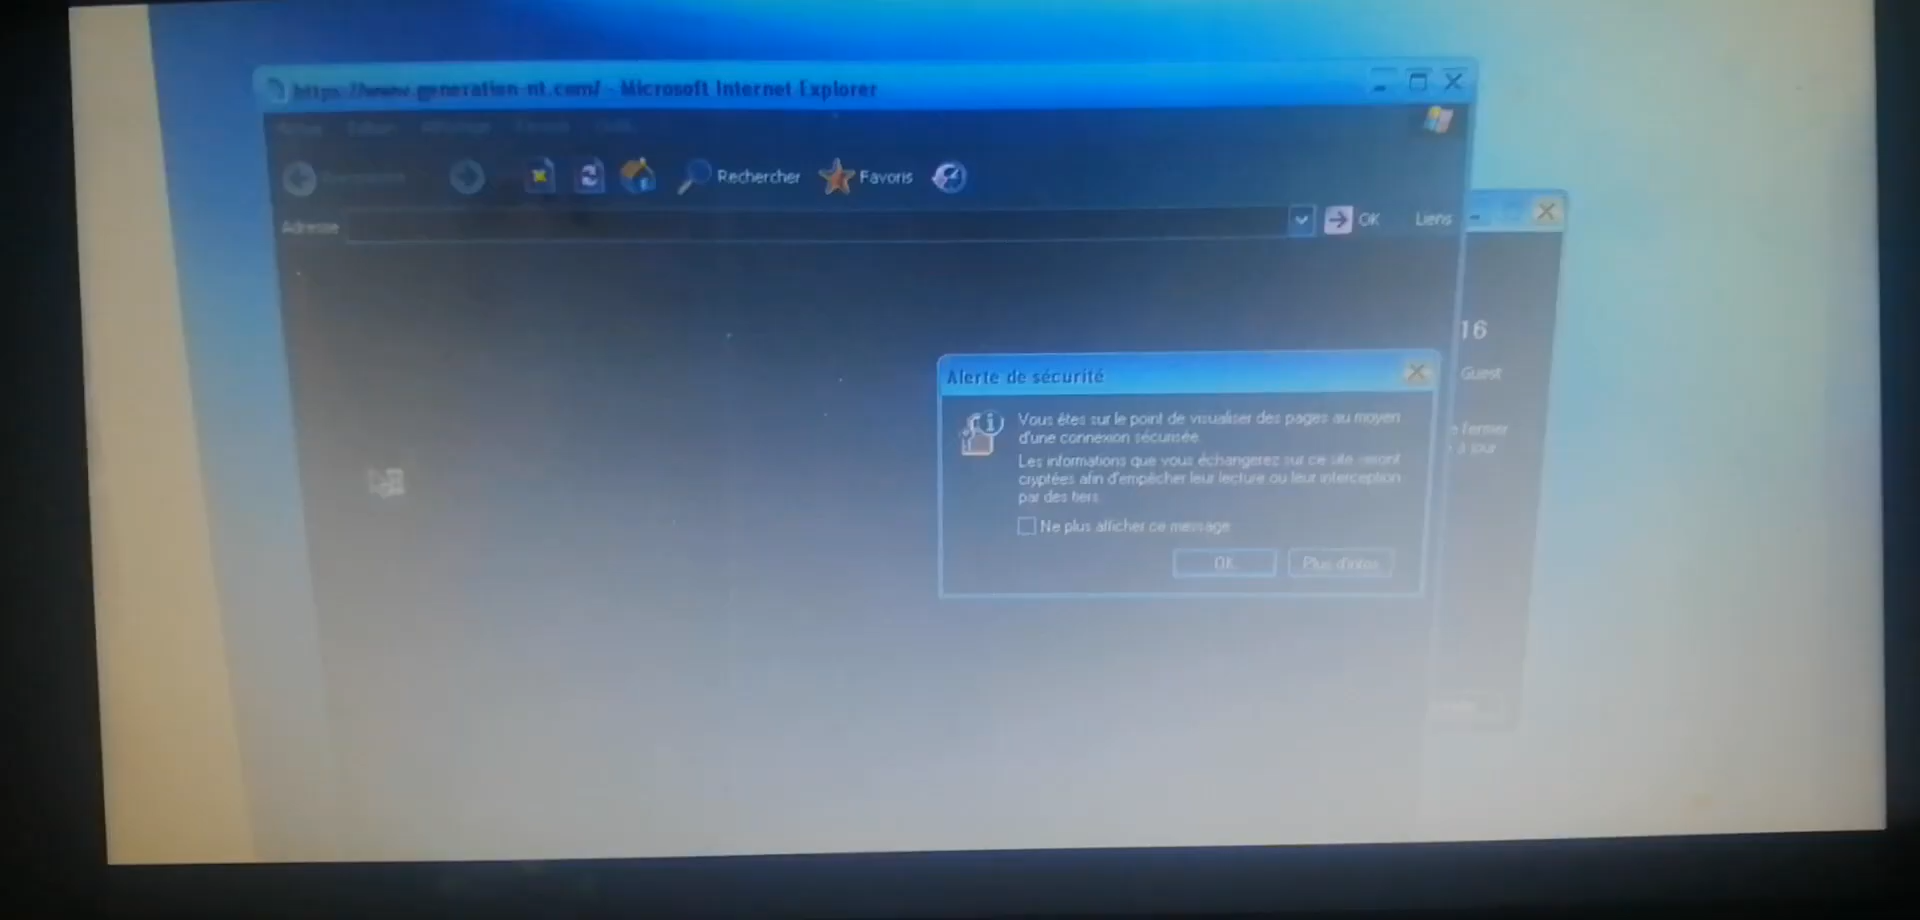 https://www.generation-nt.com/ - Microsoft Internet Explorer
Rechercher
Favoris
Adresse
OK
Liens
16
Guest
fermer
à jour
Alerte de sécurité
Vous êtes sur le point de visualiser des pages au moyen
d'une connexion sécurisée.
Les informations que vous échangerez sur ce site seront
cryptées afin d'empêcher leur lecture ou leur interception
par des tiers.
Ne plus afficher ce message
OK
Plus d'infos